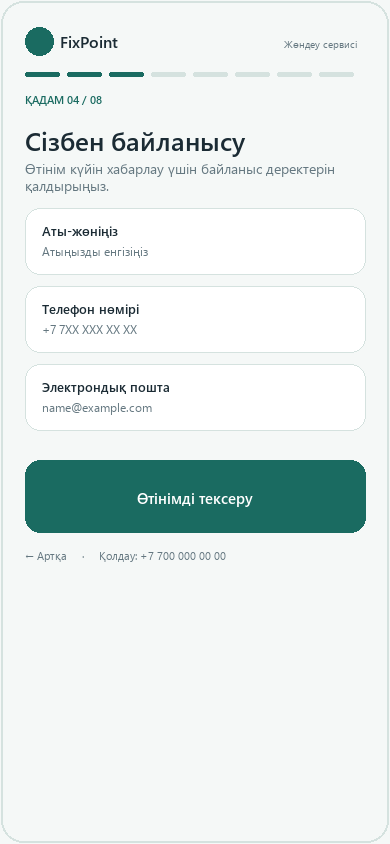 FixPoint
Жөндеу сервисі
ҚАДАМ 04 / 08
Сізбен байланысу
Өтінім күйін хабарлау үшін байланыс деректерін
қалдырыңыз.
Аты-жөніңіз
Атыңызды енгізіңіз
Телефон нөмірі
+7 7XX XXX XX XX
Электрондық пошта
name@example.com
Өтінімді тексеру
← Артқа · Қолдау: +7 700 000 00 00